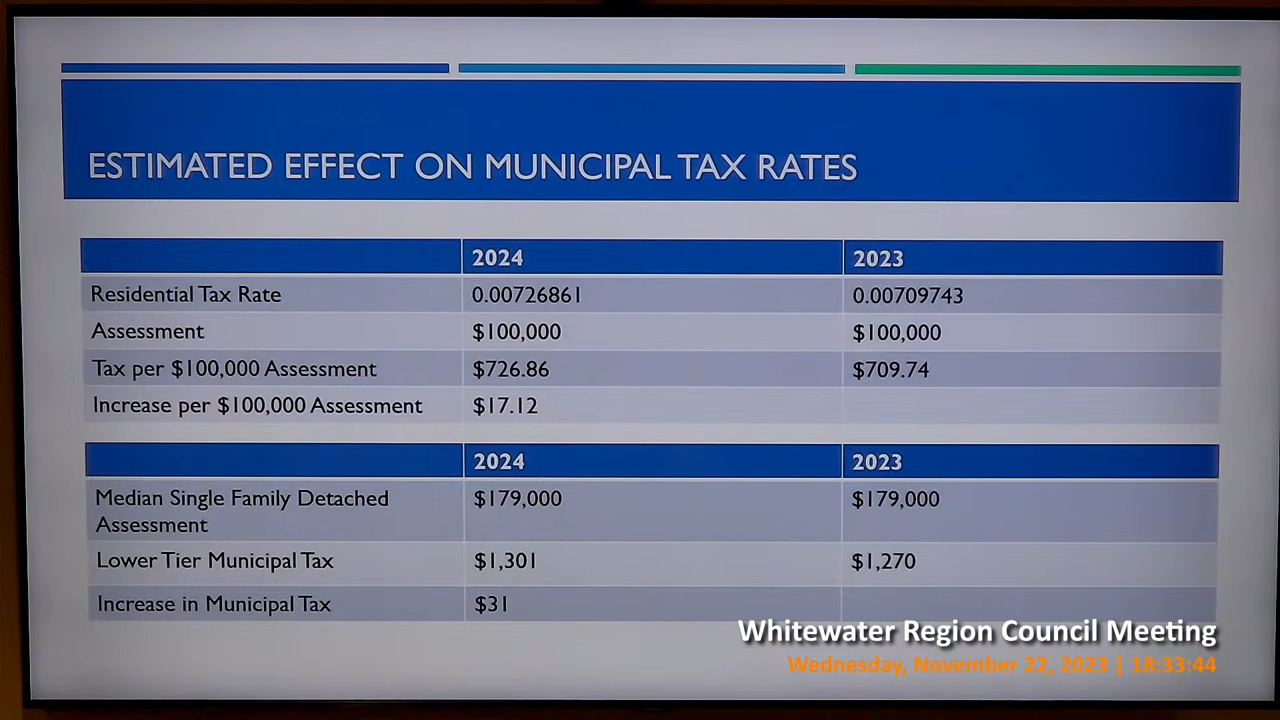 ESTIMATED EFFECT ON MUNICIPAL TAX RATES
2024 2023
Residential Tax Rate 0.00726861 0.00709743
Assessment $100,000 $100,000
Tax per $100,000 Assessment $726.86 $709.74
Increase per $100,000 Assessment $17.12
2024 2023
Median Single Family Detached $179,000 $179,000
Assessment
Lower Tier Municipal Tax $1,301 $1,270
Increase in Municipal Tax $31
Whitewater Region Council Meeting
Wednesday, November 22, 2023 | 18:33:44